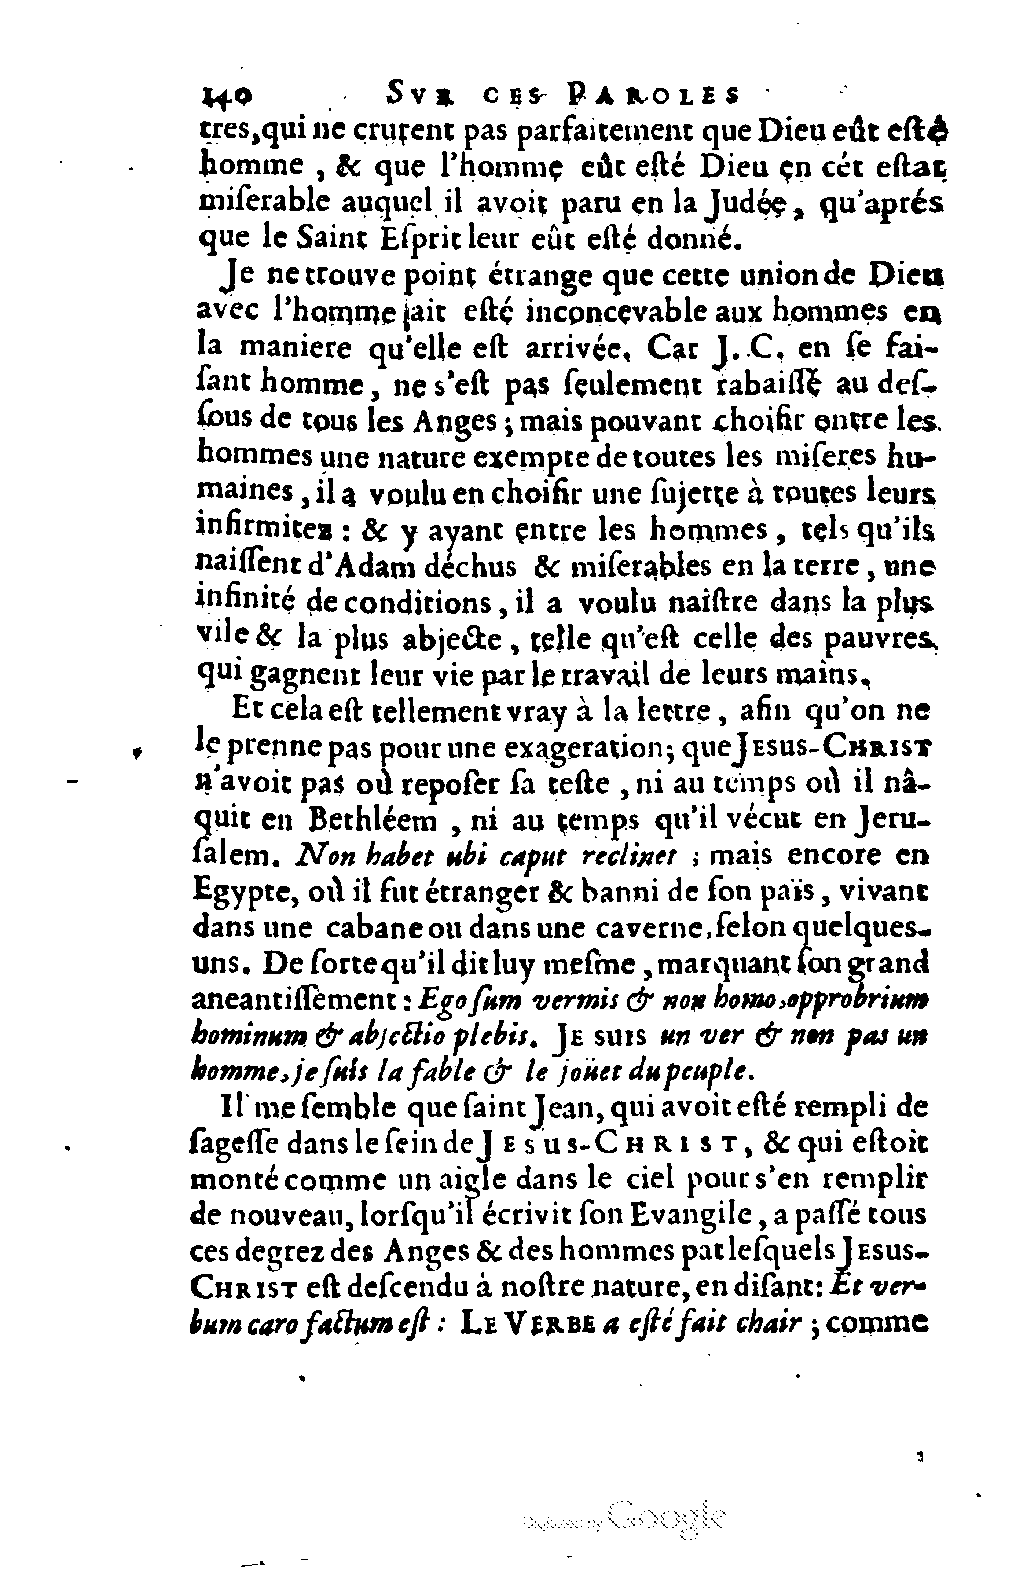 140 SVR CES PAROLES
tres, qui ne crurent pas parfaitement que Dieu eût esté
homme, & que l'homme eût esté Dieu en cét estat
miserable auquel il avoit paru en la Judée, qu'aprés
que le Saint Esprit leur eût esté donné.
Je ne trouve point étrange que cette union de Dieu
avec l'homme ait esté inconcevable aux hommes en
la maniere qu'elle est arrivée. Car J. C. en se fai-
sant homme, ne s'est pas seulement rabaissé au des-
sous de tous les Anges; mais pouvant choisir entre les
hommes une nature exempte de toutes les miseres hu-
maines, il a voulu en choisir une sujette à toutes leurs
infirmitez: & y ayant entre les hommes, tels qu'ils
naissent d'Adam déchus & miserables en la terre, une
infinité de conditions, il a voulu naistre dans la plus
vile & la plus abjecte, telle qu'est celle des pauvres
qui gagnent leur vie par le travail de leurs mains.
Et cela est tellement vray à la lettre, afin qu'on ne
le prenne pas pour une exageration; que JESUS-CHRIST
n'avoit pas où reposer sa teste, ni au temps où il nâ-
quit en Bethléem, ni au temps qu'il vécut en Jeru-
salem. Non habet ubi caput reclinet; mais encore en
Egypte, où il fut étranger & banni de son païs, vivant
dans une cabane ou dans une caverne, selon quelques-
uns. De sorte qu'il dit luy mesme, marquant son grand
aneantissement: Ego sum vermis & non homo, opprobrium
hominum & abjectio plebis. JE SUIS un ver & non pas un
homme, je suis la fable & le joüet du peuple.
Il me semble que saint Jean, qui avoit esté rempli de
sagesse dans le sein de JESUS-CHRIST, & qui estoit
monté comme un aigle dans le ciel pour s'en remplir
de nouveau, lorsqu'il écrivit son Evangile, a passé tous
ces degrez des Anges & des hommes par lesquels JESUS-
CHRIST est descendu à nostre nature, en disant: Et ver-
bum caro factum est: LE VERBE a esté fait chair; comme
Digitized by Google